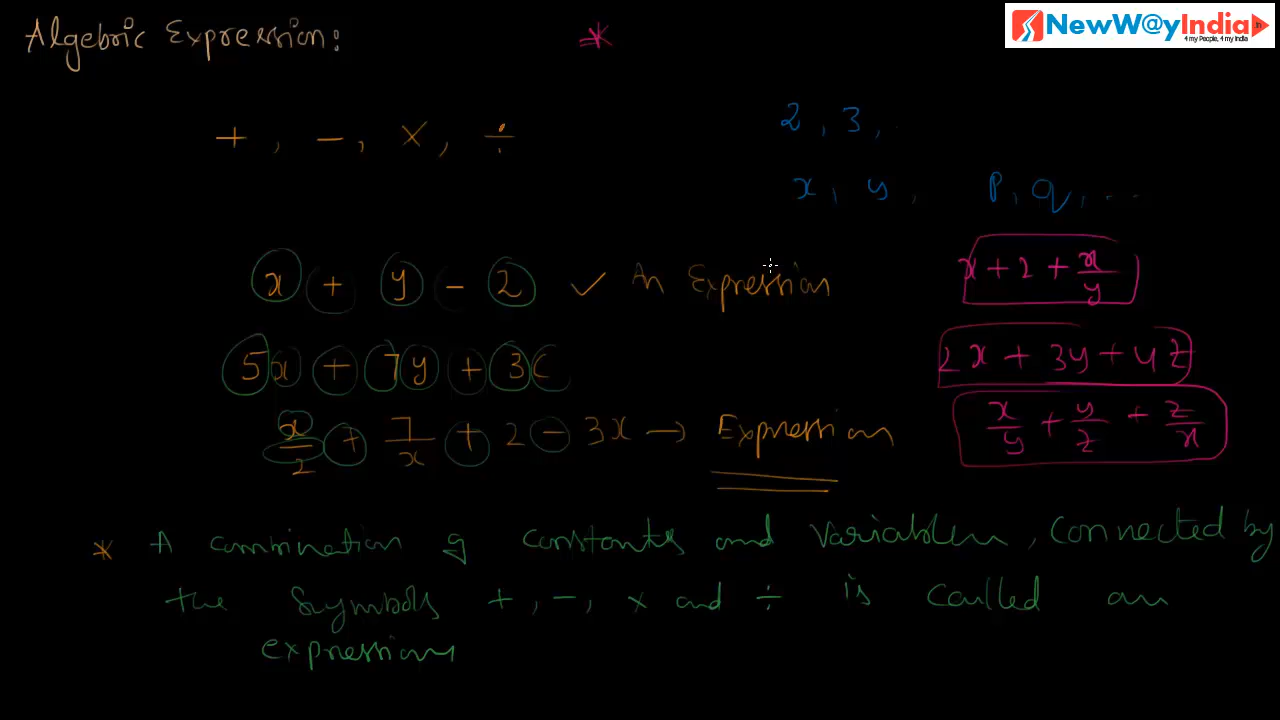 Algebric Expression:
*
NewW@yIndia
4 my People, 4 my India
+ , − , × , ÷
2 , 3 ,
x , y , p , q , ...
x + y − 2 ✓ An Expression
x + 2 + x/y
5x + 7y + 3(
2x + 3y + 4z
x/2 + 7/x + 2 − 3x → Expression
x/y + y/z + z/x
* A combination of constants and variables, connected by
the Symbols + , − , × and ÷ is called an
expression